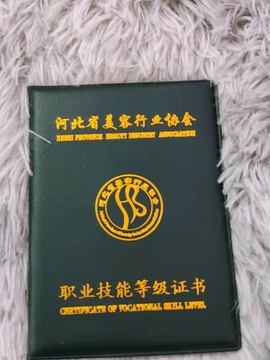 河北省美容行业协会
HEBEI PROVINCE BEAUTY INDUSTRY ASSOCIATION
职业技能等级证书
CERTIFICATE OF VOCATIONAL SKILL LEVEL